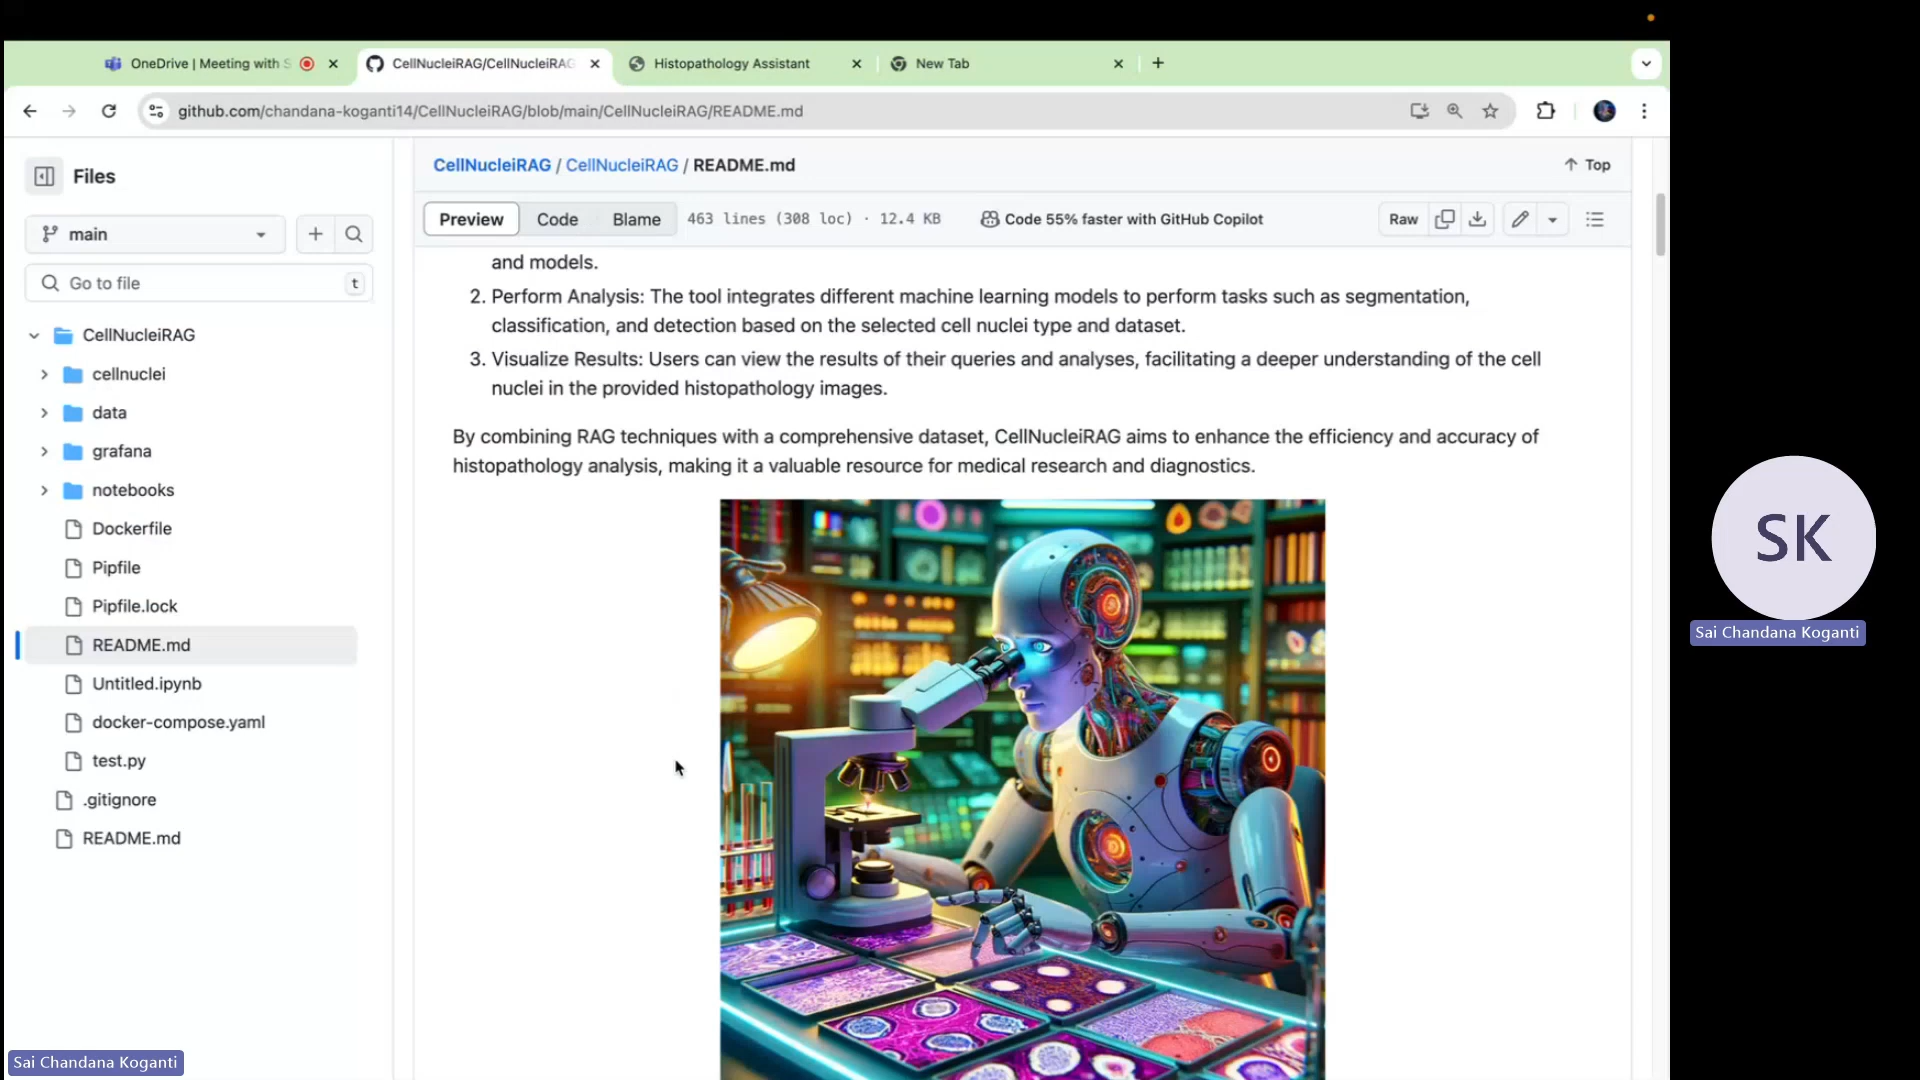 OneDrive | Meeting with S
CellNucleiRAG/CellNucleiRAG
Histopathology Assistant
New Tab
github.com/chandana-koganti14/CellNucleiRAG/blob/main/CellNucleiRAG/README.md
Files
main
Go to file
t
CellNucleiRAG
cellnuclei
data
grafana
notebooks
Dockerfile
Pipfile
Pipfile.lock
README.md
Untitled.ipynb
docker-compose.yaml
test.py
.gitignore
README.md
CellNucleiRAG / CellNucleiRAG / README.md
Top
Preview
Code
Blame
463 lines (308 loc) · 12.4 KB
Code 55% faster with GitHub Copilot
Raw
and models.
2. Perform Analysis: The tool integrates different machine learning models to perform tasks such as segmentation,
classification, and detection based on the selected cell nuclei type and dataset.
3. Visualize Results: Users can view the results of their queries and analyses, facilitating a deeper understanding of the cell
nuclei in the provided histopathology images.
By combining RAG techniques with a comprehensive dataset, CellNucleiRAG aims to enhance the efficiency and accuracy of
histopathology analysis, making it a valuable resource for medical research and diagnostics.
SK
Sai Chandana Koganti
Sai Chandana Koganti